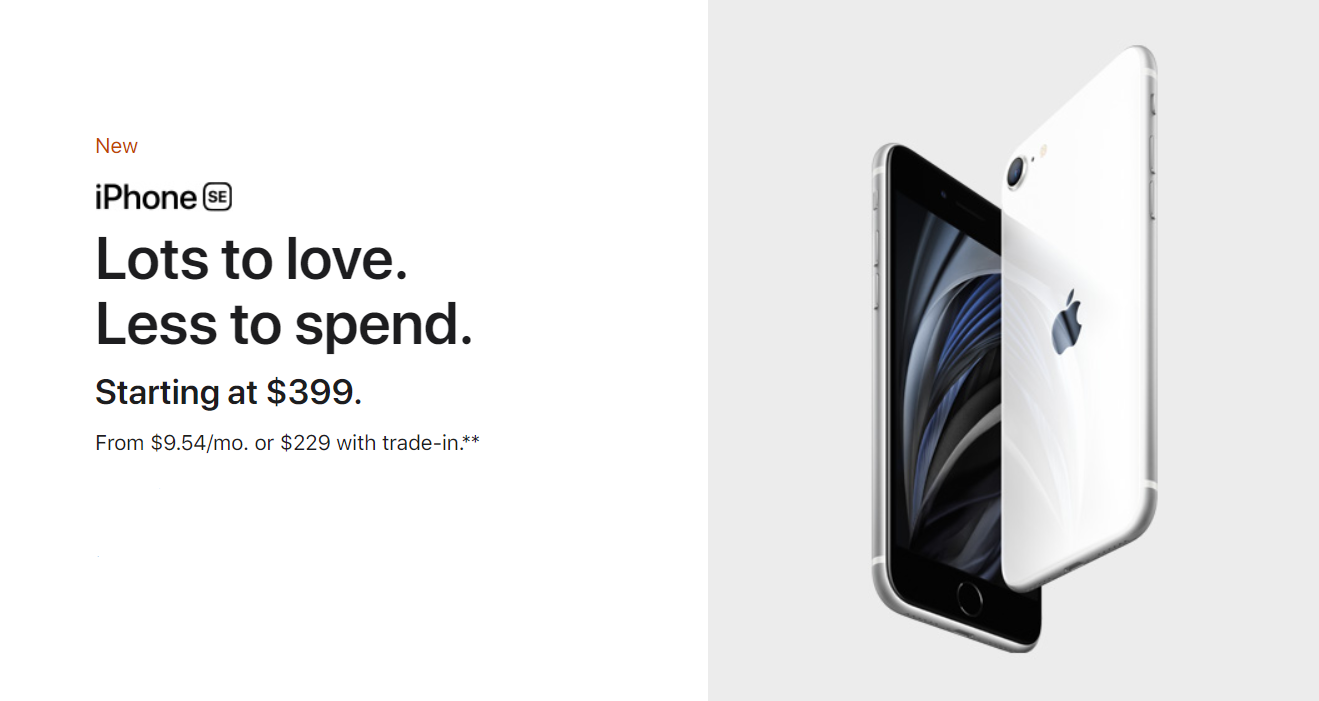 New
iPhone SE
Lots to love.
Less to spend.
Starting at $399.
From $9.54/mo. or $229 with trade-in.**